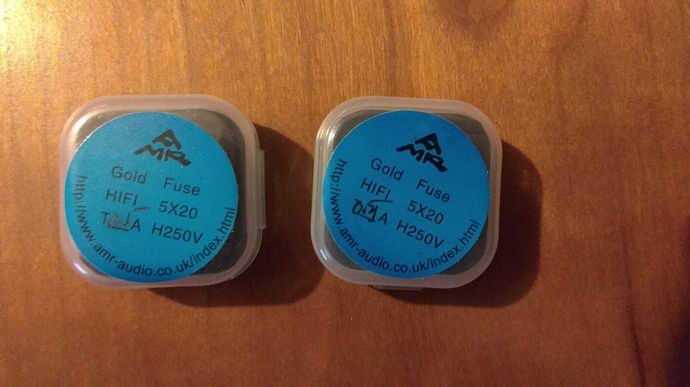 AMR
Gold Fuse
HIFI 5X20
A H250V
http://www.amr-audio.co.uk/index.html
AMR
Gold Fuse
HIFI 5X20
A H250V
http://www.amr-audio.co.uk/index.html